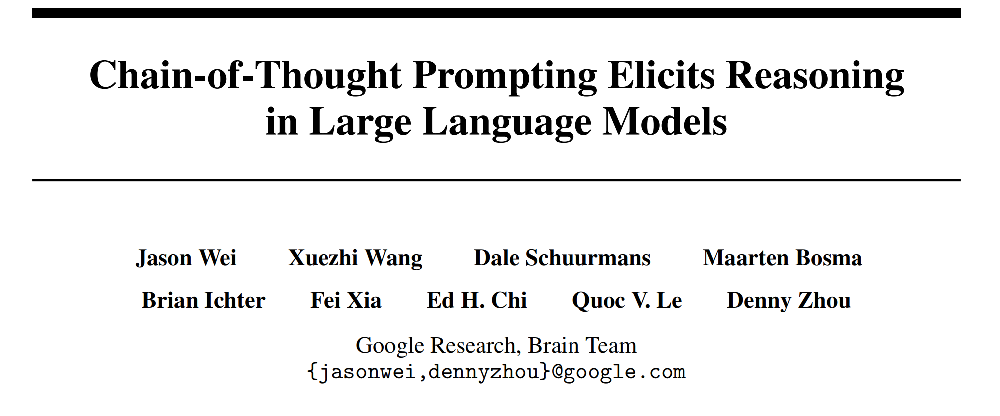 Chain-of-Thought Prompting Elicits Reasoning
in Large Language Models
Jason Wei Xuezhi Wang Dale Schuurmans Maarten Bosma
Brian Ichter Fei Xia Ed H. Chi Quoc V. Le Denny Zhou
Google Research, Brain Team
{jasonwei,dennyzhou}@google.com